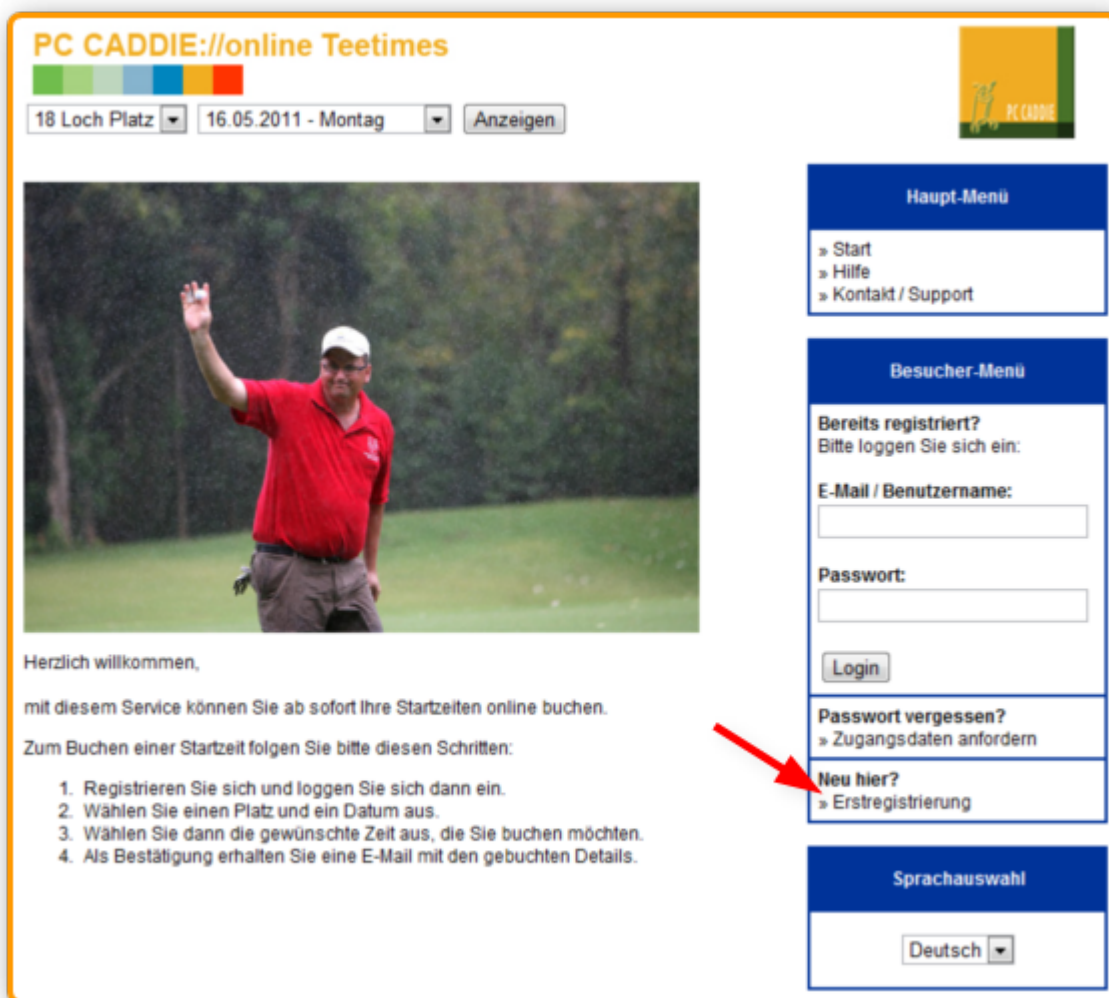 PC CADDIE://online Teetimes
18 Loch Platz
16.05.2011 - Montag
Anzeigen
PC CADDIE
Herzlich willkommen,
mit diesem Service können Sie ab sofort Ihre Startzeiten online buchen.
Zum Buchen einer Startzeit folgen Sie bitte diesen Schritten:
1. Registrieren Sie sich und loggen Sie sich dann ein.
2. Wählen Sie einen Platz und ein Datum aus.
3. Wählen Sie dann die gewünschte Zeit aus, die Sie buchen möchten.
4. Als Bestätigung erhalten Sie eine E-Mail mit den gebuchten Details.
Haupt-Menü
» Start
» Hilfe
» Kontakt / Support
Besucher-Menü
Bereits registriert?
Bitte loggen Sie sich ein:
E-Mail / Benutzername:
Passwort:
Login
Passwort vergessen?
» Zugangsdaten anfordern
Neu hier?
» Erstregistrierung
Sprachauswahl
Deutsch